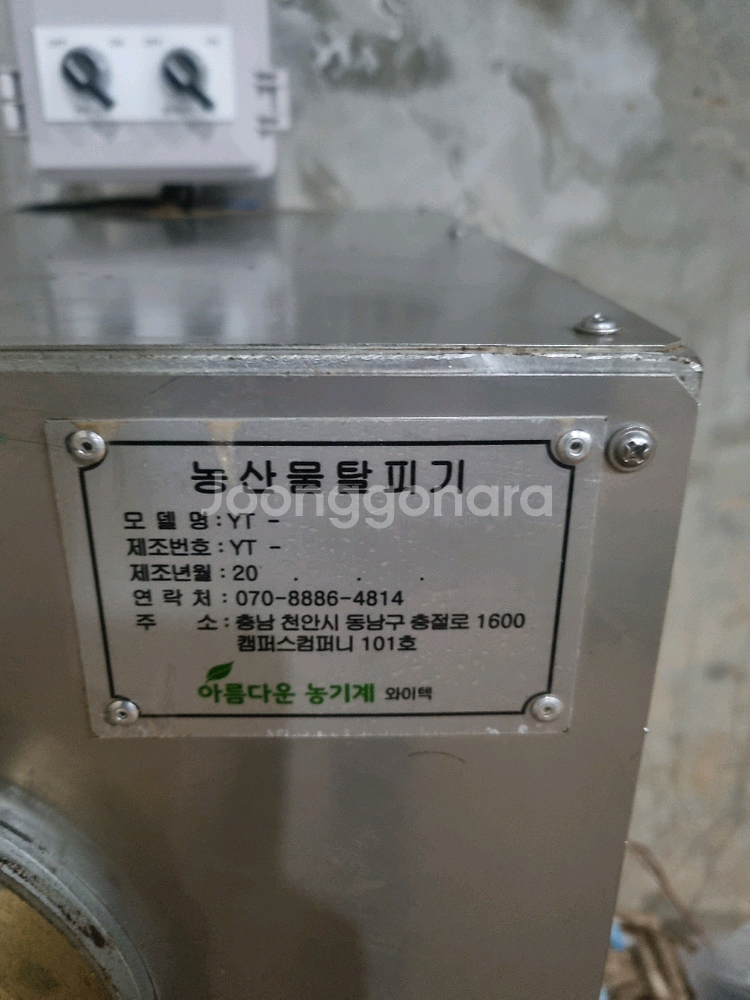 농산물탈피기
Joonggonara
모 델 명 : YT -
제조번호 : YT -
제조년월 : 20 . . .
연 락 처 : 070-8886-4814
주 소 : 충남 천안시 동남구 충절로 1600
캠퍼스컴퍼니 101호
아름다운 농기계 와이텍